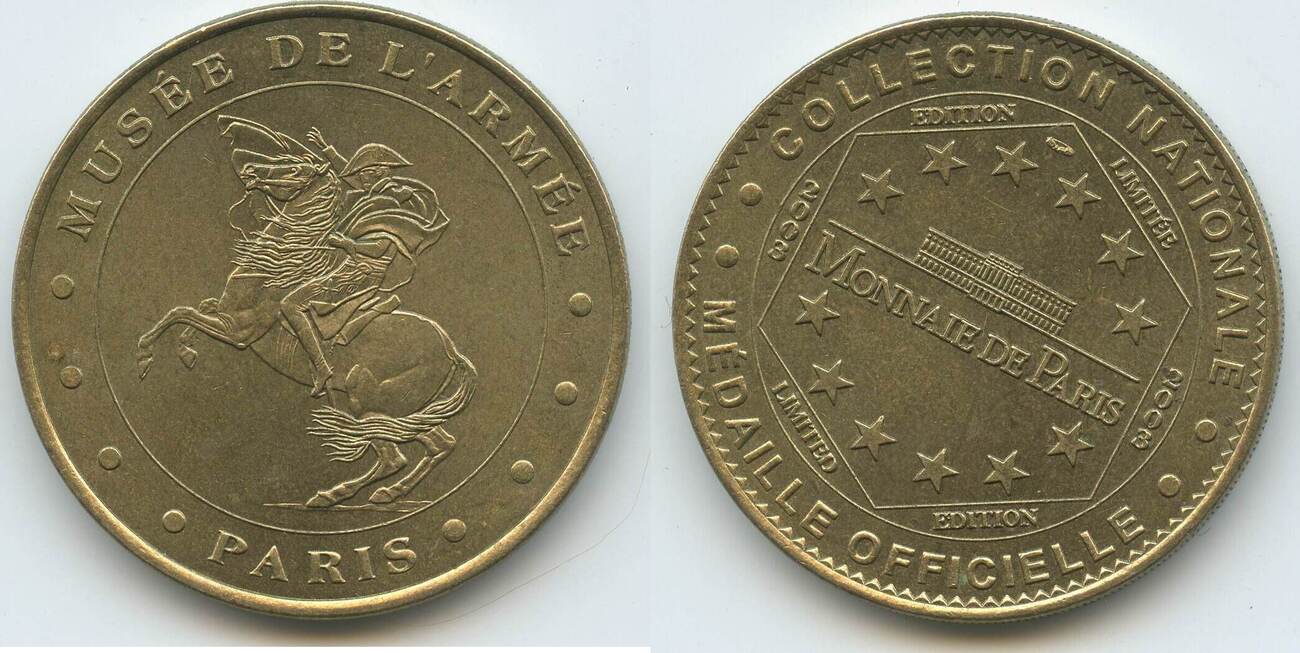 MUSÉE DE L'ARMÉE
PARIS
COLLECTION NATIONALE
EDITION
LIMITÉE
2003
MONNAIE DE PARIS
2003
LIMITED
EDITION
MÉDAILLE OFFICIELLE